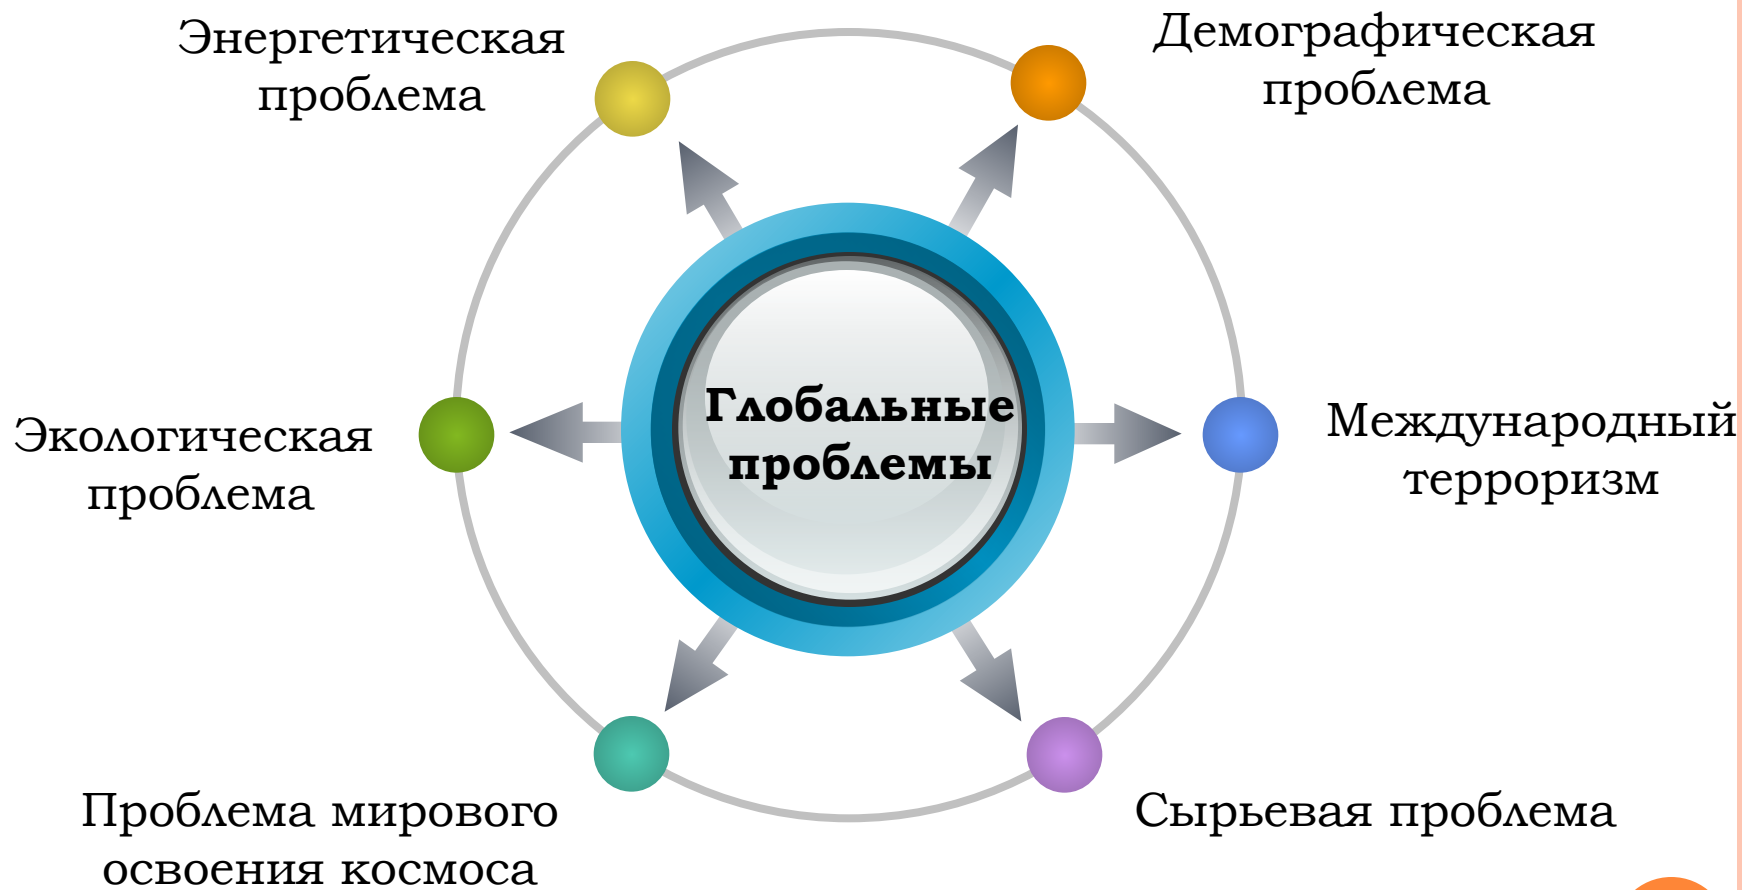 Энергетическая
проблема
Демографическая
проблема
Глобальные
проблемы
Экологическая
проблема
Международный
терроризм
Проблема мирового
освоения космоса
Сырьевая проблема